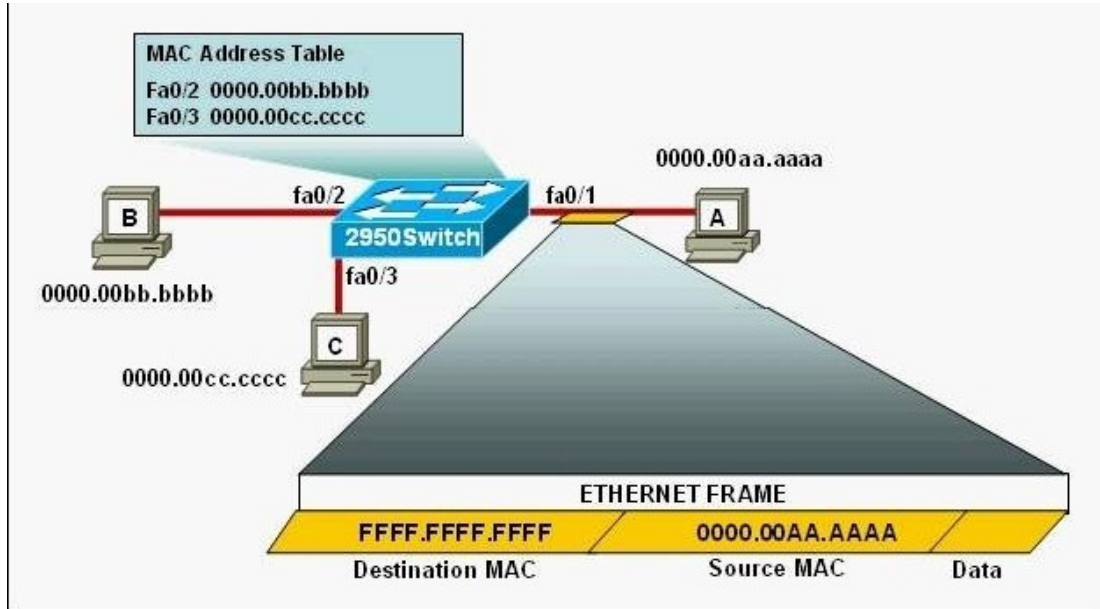 MAC Address Table
Fa0/2 0000.00bb.bbbb
Fa0/3 0000.00cc.cccc
0000.00aa.aaaa
fa0/2
fa0/1
B
A
2950Switch
fa0/3
0000.00bb.bbbb
C
0000.00cc.cccc
ETHERNET FRAME
FFFF.FFFF.FFFF 0000.00AA.AAAA
Destination MAC Source MAC Data